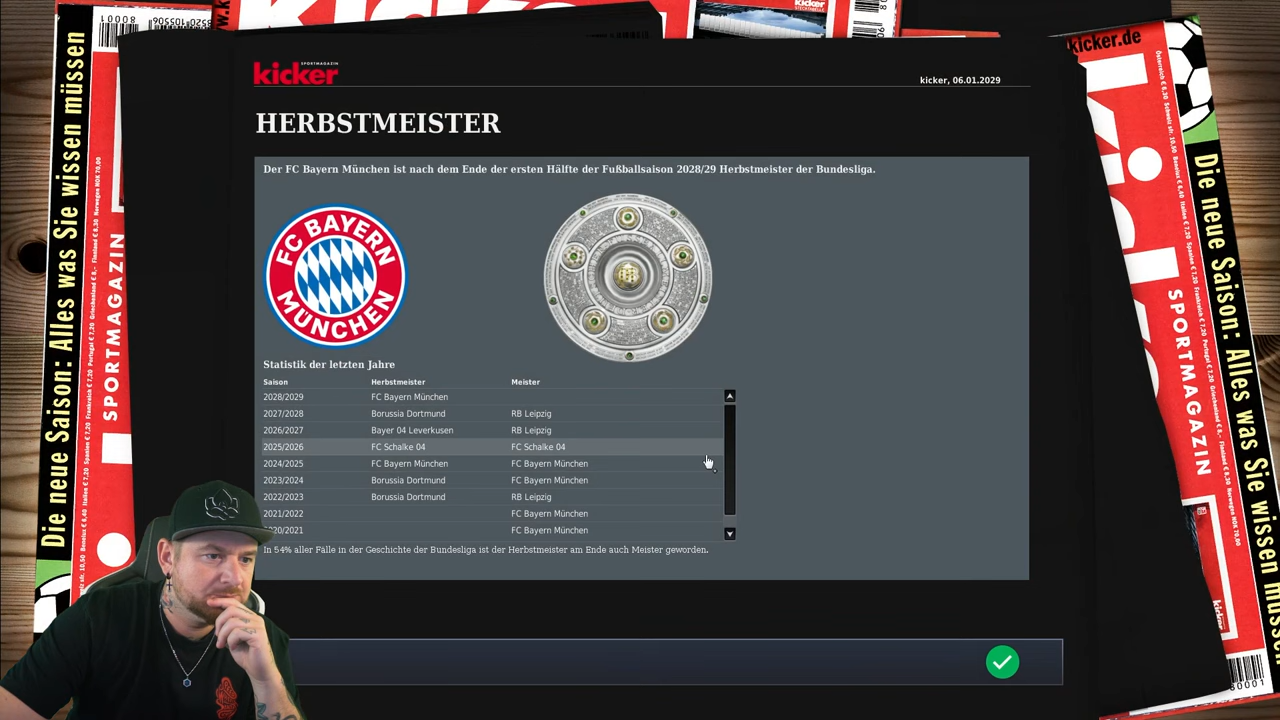 kicker
SPORTMAGAZIN
kicker, 06.01.2029
HERBSTMEISTER
Der FC Bayern München ist nach dem Ende der ersten Hälfte der Fußballsaison 2028/29 Herbstmeister der Bundesliga.
FC BAYERN
MÜNCHEN
Statistik der letzten Jahre
Saison Herbstmeister Meister
2028/2029 FC Bayern München
2027/2028 Borussia Dortmund RB Leipzig
2026/2027 Bayer 04 Leverkusen RB Leipzig
2025/2026 FC Schalke 04 FC Schalke 04
2024/2025 FC Bayern München FC Bayern München
2023/2024 Borussia Dortmund FC Bayern München
2022/2023 Borussia Dortmund RB Leipzig
2021/2022 FC Bayern München
020/2021 FC Bayern München
In 54% aller Fälle in der Geschichte der Bundesliga ist der Herbstmeister am Ende auch Meister geworden.
Die neue Saison: Alles was Sie wissen müssen
SPORTMAGAZIN
kicker
kicker.de
SPORTMAGAZIN
Die neue Saison: Alles was Sie wissen müssen